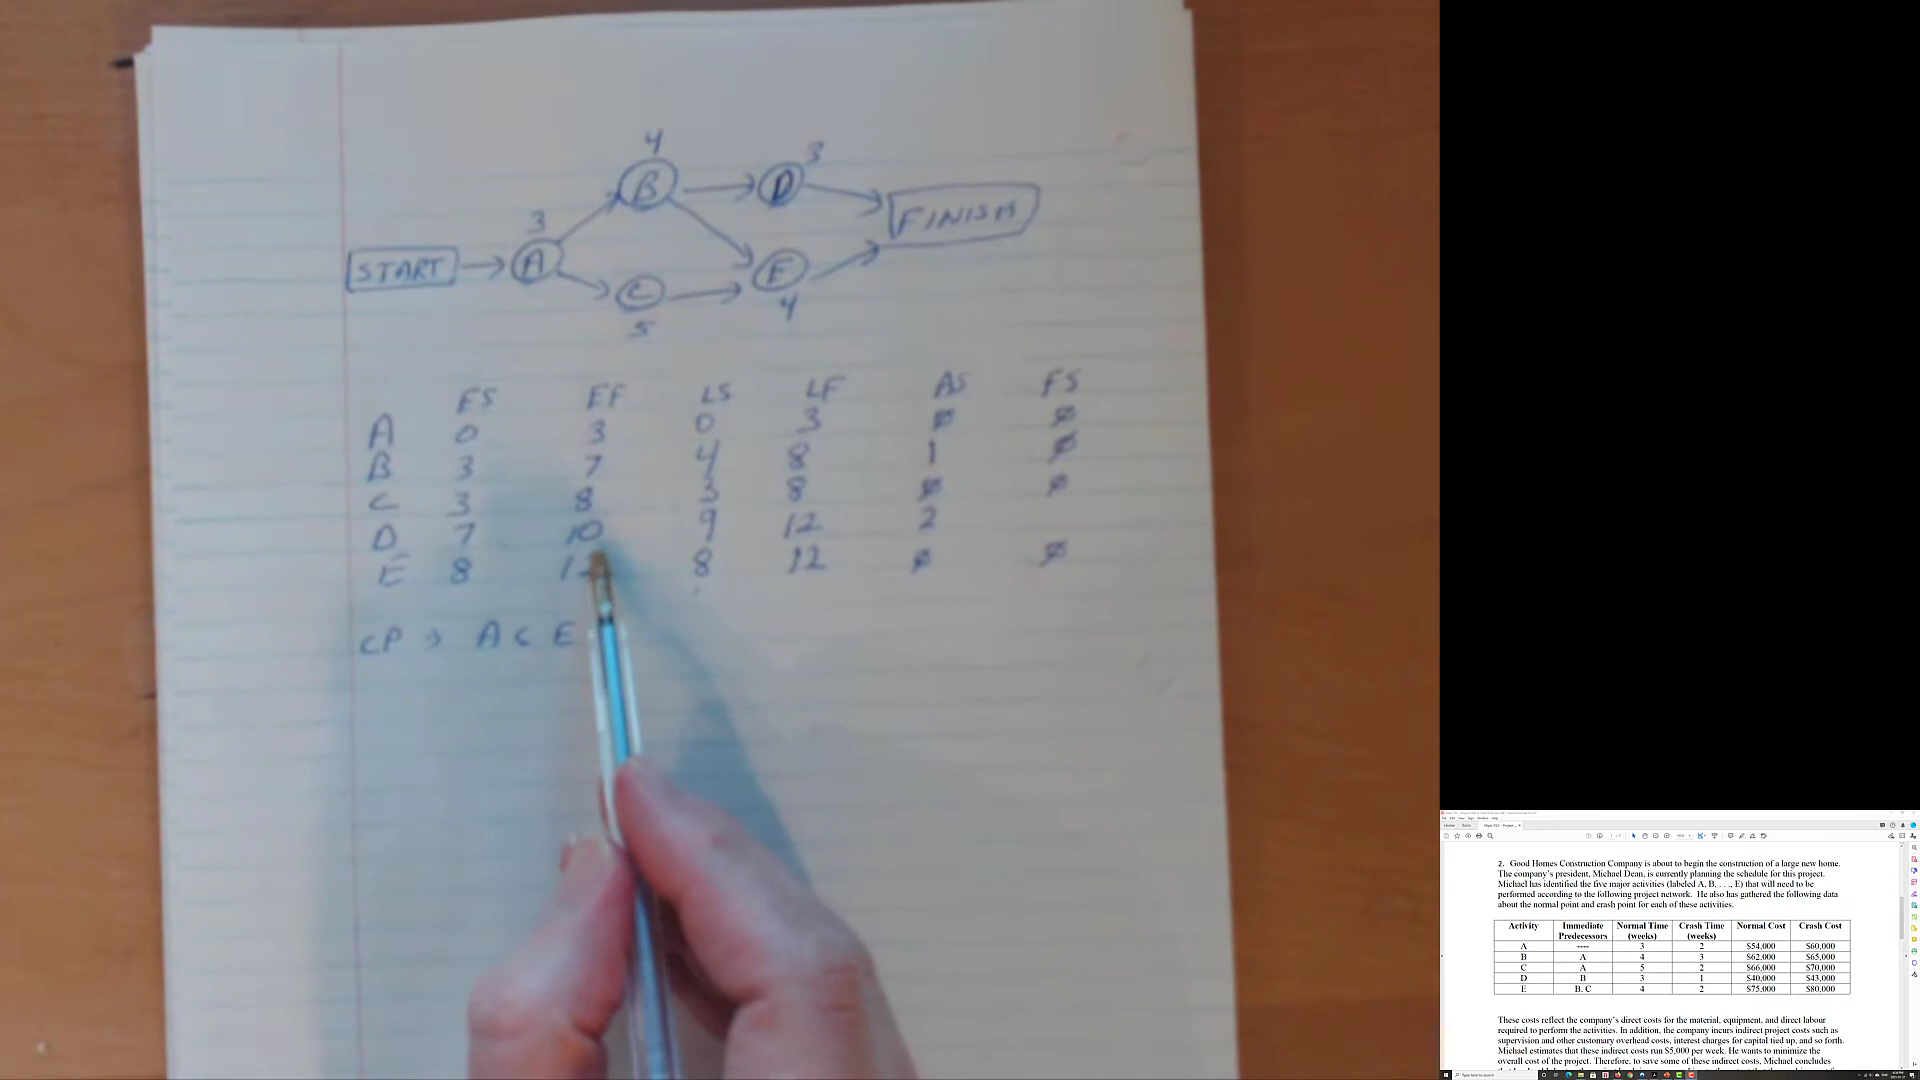 4
B
D
3
3
FINISH
START
A
E
C
4
5
ES EF LS LF AS FS
A 0 3 0 3 ∅ ∅
B 3 7 4 8 1 ∅
C 3 8 3 8 ∅ ∅
D 7 10 9 12 2
E 8 12 8 12 ∅ ∅
CP → A C E
2. Good Homes Construction Company is about to begin the construction of a large new home.
The company's president, Michael Dean, is currently planning the schedule for this project.
Michael has identified the five major activities (labeled A, B, . . ., E) that will need to be
performed according to the following project network. He also has gathered the following data
about the normal point and crash point for each of these activities.
Activity Immediate Predecessors Normal Time (weeks) Crash Time (weeks) Normal Cost Crash Cost
A ---- 3 2 $54,000 $60,000
B A 4 3 $62,000 $65,000
C A 5 2 $66,000 $70,000
D B 3 1 $40,000 $43,000
E B, C 4 2 $75,000 $80,000
These costs reflect the company's direct costs for the material, equipment, and direct labour
required to perform the activities. In addition, the company incurs indirect project costs such as
supervision and other customary overhead costs, interest charges for capital tied up, and so forth.
Michael estimates that these indirect costs run $5,000 per week. He wants to minimize the
overall cost of the project. Therefore, to save some of these indirect costs, Michael concludes
Type here to search